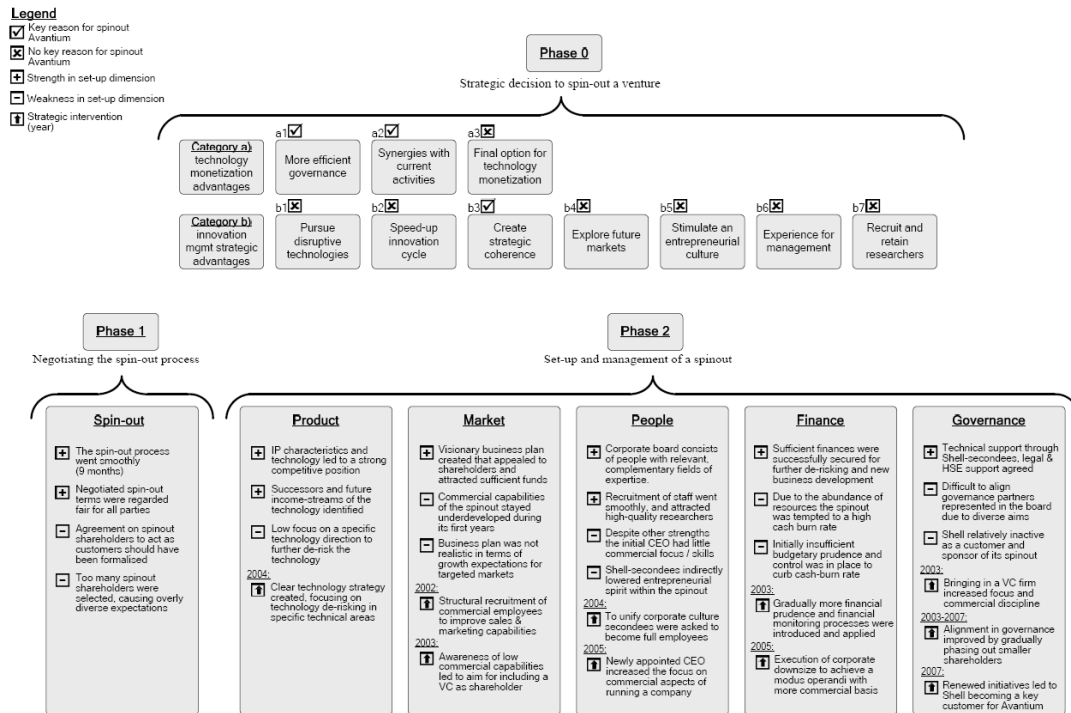 Legend
Key reason for spinout
Avantium
No key reason for spinout
Avantium
Strength in set-up dimension
Weakness in set-up dimension
Strategic intervention
(year)
Phase 0
Strategic decision to spin-out a venture
Category a)
technology
monetization
advantages
a1
More efficient
governance
a2
Synergies with
current
activities
a3
Final option for
technology
monetization
Category b)
innovation
mgmt strategic
advantages
b1
Pursue
disruptive
technologies
b2
Speed-up
innovation
cycle
b3
Create
strategic
coherence
b4
Explore future
markets
b5
Stimulate an
entrepreneurial
culture
b6
Experience for
management
b7
Recruit and
retain
researchers
Phase 1
Negotiating the spin-out process
Phase 2
Set-up and management of a spinout
Spin-out
The spin-out process
went smoothly
(9 months)
Negotiated spin-out
terms were regarded
fair for all parties
Agreement on spinout
shareholders to act as
customers should have
been formalised
Too many spinout
shareholders were
selected, causing overly
diverse expectations
Product
IP characteristics and
technology led to a strong
competitive position
Successors and future
income-streams of the
technology identified
Low focus on a specific
technology direction to
further de-risk the
technology
2004:
Clear technology strategy
created, focusing on
technology de-risking in
specific technical areas
Market
Visionary business plan
created that appealed to
shareholders and
attracted sufficient funds
Commercial capabilities
of the spinout stayed
underdeveloped during
its first years
Business plan was not
realistic in terms of
growth expectations for
targeted markets
2002:
Structural recruitment of
commercial employees
to improve sales &
marketing capabilities
2003:
Awareness of low
commercial capabilities
led to aim for including a
VC as shareholder
People
Corporate board consists
of people with relevant,
complementary fields of
expertise.
Recruitment of staff went
smoothly, and attracted
high-quality researchers
Despite other strengths
the initial CEO had little
commercial focus / skills
Shell-secondees indirectly
lowered entrepreneurial
spirit within the spinout
2004:
To unify corporate culture
secondees were asked to
become full employees
2005:
Newly appointed CEO
increased the focus on
commercial aspects of
running a company
Finance
Sufficient finances were
successfully secured for
further de-risking and new
business development
Due to the abundance of
resources the spinout
was tempted to a high
cash burn rate
Initially insufficient
budgetary prudence and
control was in place to
curb cash-burn rate
2003:
Gradually more financial
prudence and financial
monitoring processes were
introduced and applied
2005:
Execution of corporate
downsize to achieve a
modus operandi with
more commercial basis
Governance
Technical support through
Shell-secondees, legal &
HSE support agreed
Difficult to align
governance partners
represented in the board
due to diverse aims
Shell relatively inactive
as a customer and
sponsor of its spinout
2003:
Bringing in a VC firm
increased focus and
commercial discipline
2003-2007:
Alignment in governance
improved by gradually
phasing out smaller
shareholders
2007:
Renewed initiatives led to
Shell becoming a key
customer for Avantium